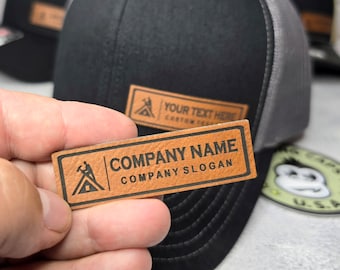 YOUR TEXT HERE
COMPANY NAME
COMPANY SLOGAN
U.S.A